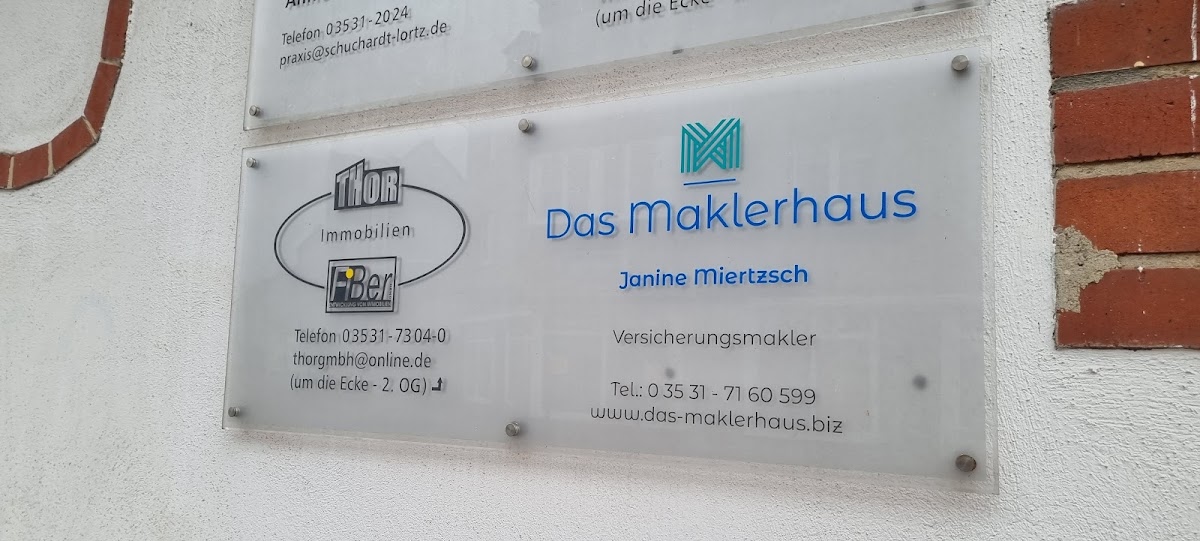 Telefon 03531-2024
praxis@schuchardt-lortz.de
(um die Ecke -
THOR
Immobilien
FiBer
Telefon 03531-7304-0
thorgmbh@online.de
(um die Ecke - 2. OG)
Das Maklerhaus
Janine Miertzsch
Versicherungsmakler
Tel.: 0 35 31 - 71 60 599
www.das-maklerhaus.biz